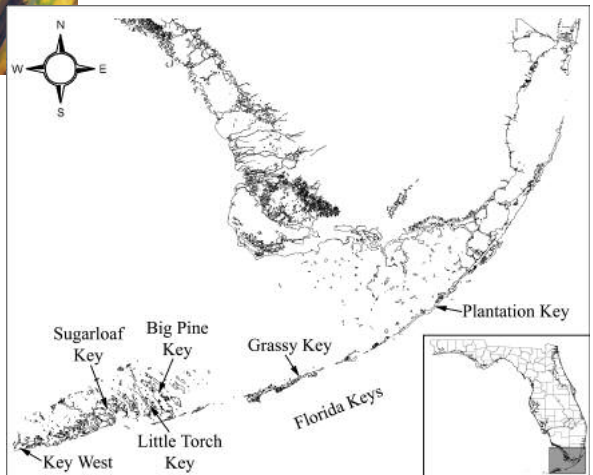 N
W E
S
Plantation Key
Sugarloaf
Key
Big Pine
Key
Grassy Key
Florida Keys
Little Torch
Key
Key West